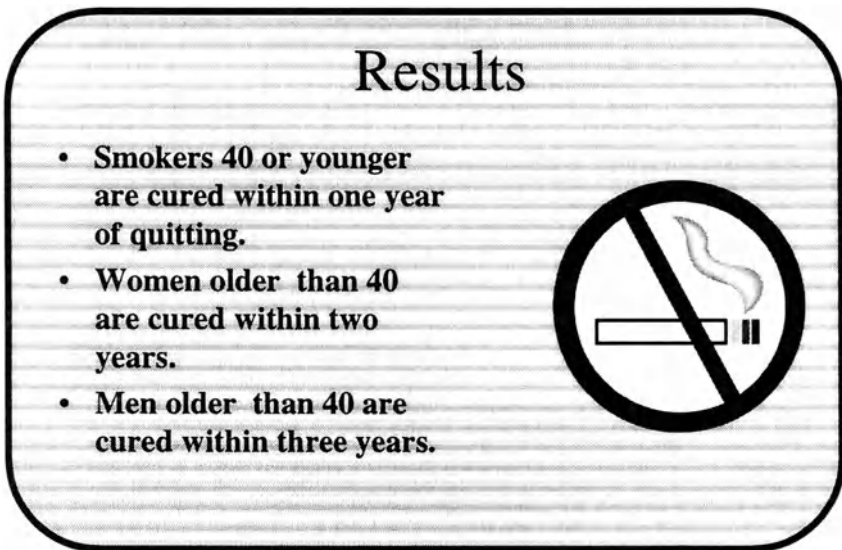 Results
• Smokers 40 or younger
are cured within one year
of quitting.
• Women older than 40
are cured within two
years.
• Men older than 40 are
cured within three years.